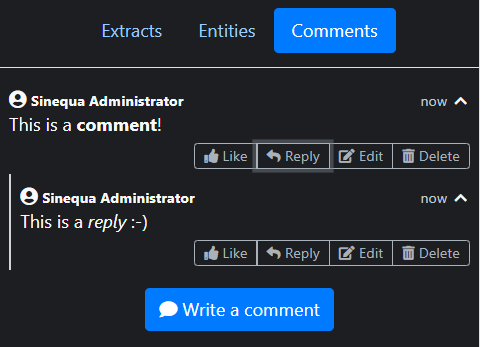 Extracts Entities Comments
Sinequa Administrator now
This is a comment!
Like Reply Edit Delete
Sinequa Administrator now
This is a reply :-)
Like Reply Edit Delete
Write a comment